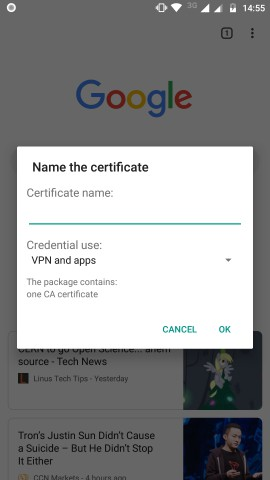 3G 14:55
1
Google
Name the certificate
Certificate name:
Credential use:
VPN and apps
The package contains:
one CA certificate
CANCEL OK
CERN to go Open Science... ahem
source - Tech News
Linus Tech Tips - Yesterday
Tron's Justin Sun Didn't Cause
a Suicide – But He Didn't Stop
It Either
CCN Markets - 4 hours ago